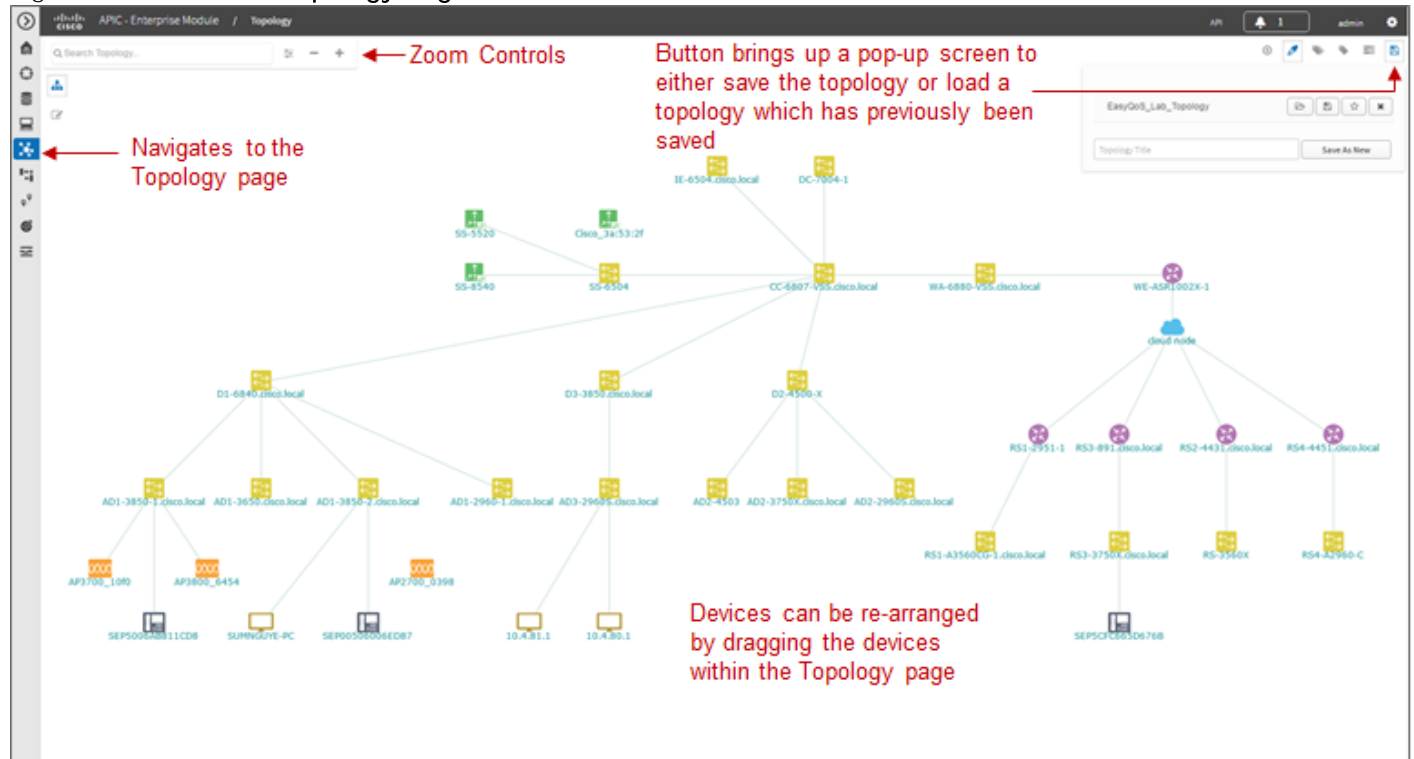 cisco APIC - Enterprise Module / Topology API 1 admin
Search Topology...
Zoom Controls
Button brings up a pop-up screen to
either save the topology or load a
topology which has previously been
saved
EasyQoS_Lab_Topology
Topology Title Save As New
Navigates to the
Topology page
IE-6504.cisco.local DC-7004-1
SS-5520 Cisco_3a:53:2f
SS-8540 SS-6504 CC-6807-VSS.cisco.local WA-6880-VSS.cisco.local WE-ASR1002X-1
cloud node
D1-6840.cisco.local D3-3850.cisco.local D2-4500-X
RS1-2951-1 RS3-891.cisco.local RS2-4431.cisco.local RS4-4451.cisco.local
AD1-3850-1.cisco.local AD1-3650.cisco.local AD1-3850-2.cisco.local AD1-2960-1.cisco.local AD3-2960S.cisco.local AD2-4503 AD2-3750X.cisco.local AD2-2960S.cisco.local
RS1-A3560CG-1.cisco.local RS3-3750X.cisco.local RS-3560X RS4-A2960-C
AP3700_10f0 AP3800_6454 AP2700_0398
SUMNGUYE-PC 10.4.81.1 10.4.80.1
Devices can be re-arranged
by dragging the devices
within the Topology page